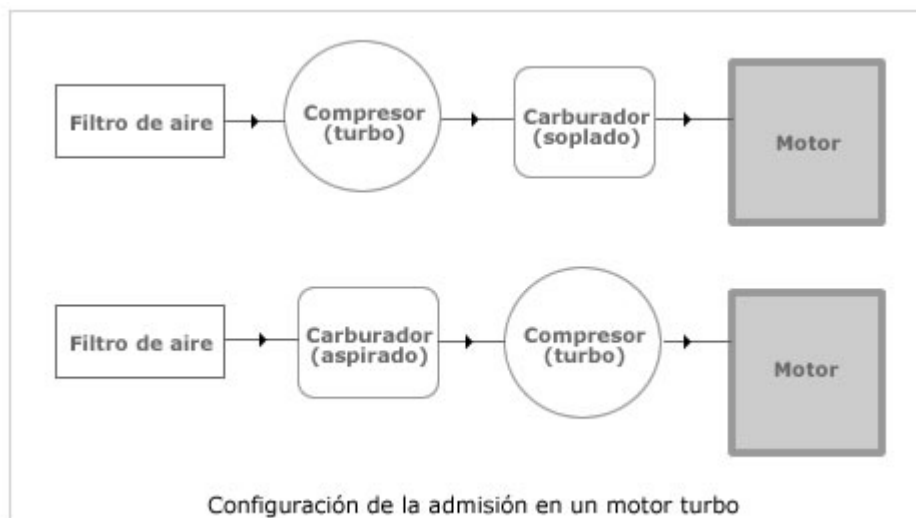 Filtro de aire
Compresor
(turbo)
Carburador
(soplado)
Motor
Filtro de aire
Carburador
(aspirado)
Compresor
(turbo)
Motor
Configuración de la admisión en un motor turbo